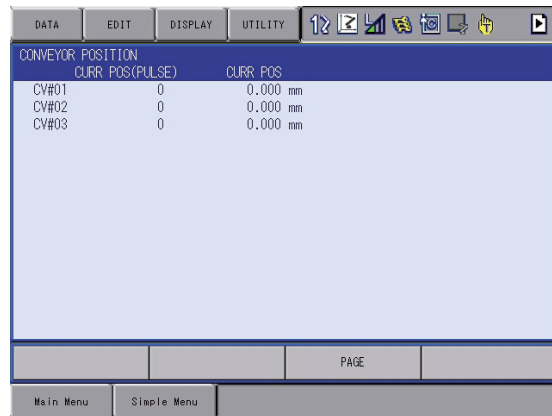 DATA EDIT DISPLAY UTILITY
CONVEYOR POSITION
CURR POS(PULSE) CURR POS
CV#01 0 0.000 mm
CV#02 0 0.000 mm
CV#03 0 0.000 mm
PAGE
Main Menu Simple Menu